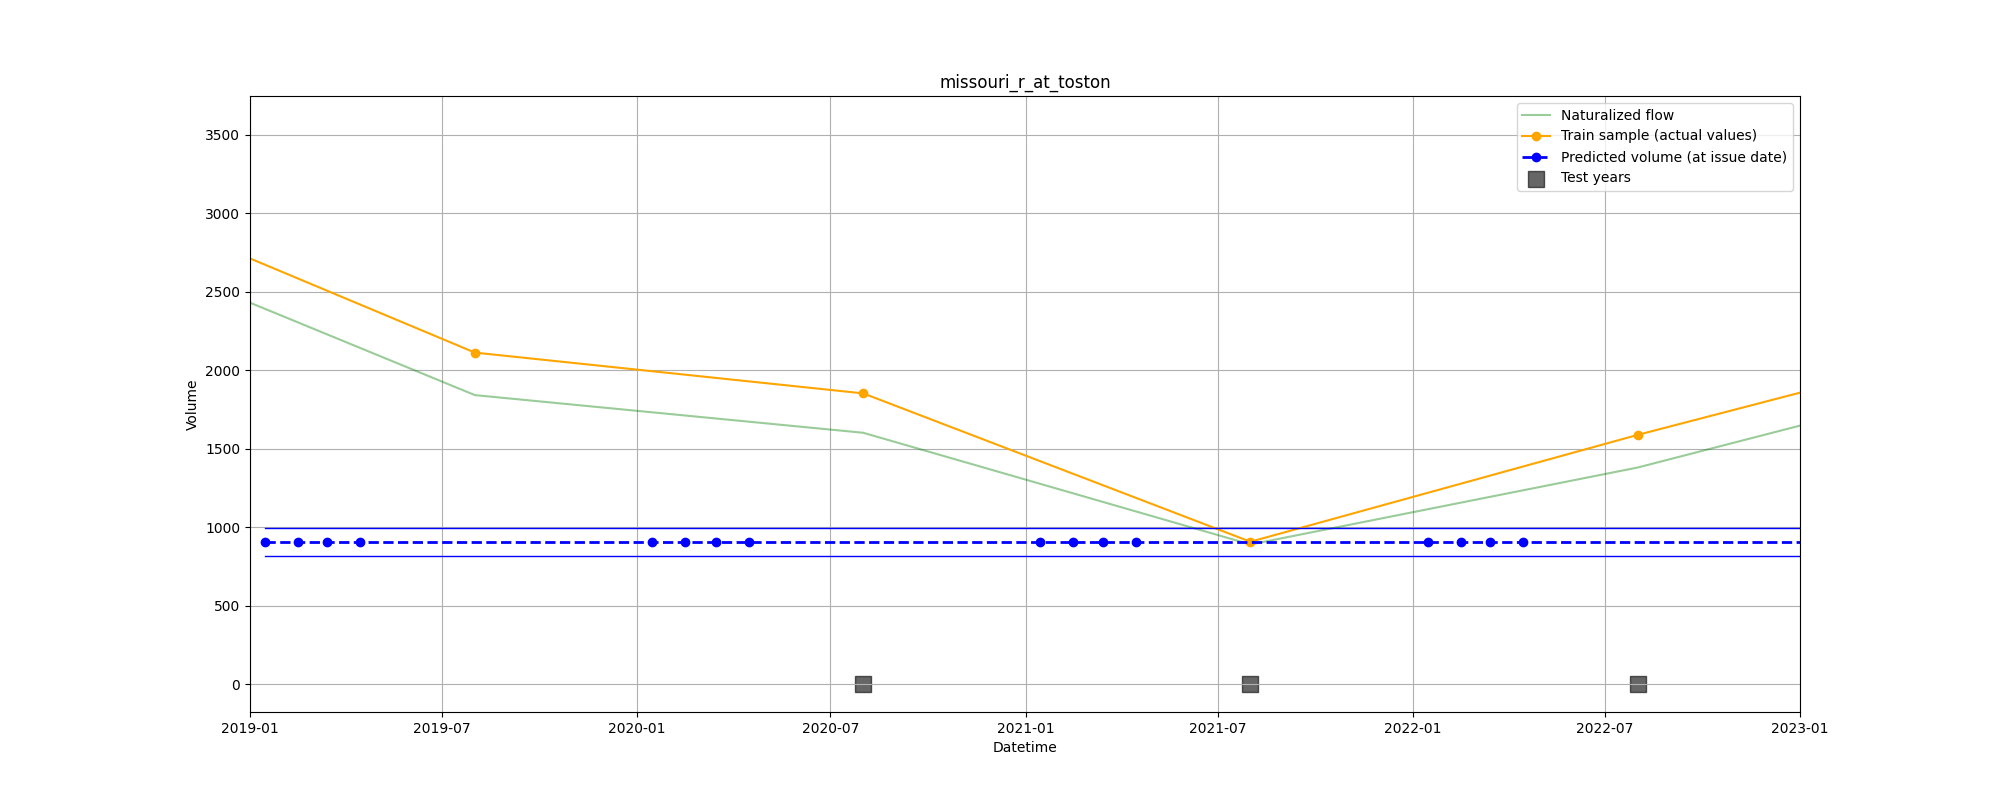 missouri_r_at_toston
Naturalized flow
Train sample (actual values)
Predicted volume (at issue date)
Test years
3500
3000
2500
2000
1500
1000
500
0
Volume
2019-01
2019-07
2020-01
2020-07
2021-01
2021-07
2022-01
2022-07
2023-01
Datetime